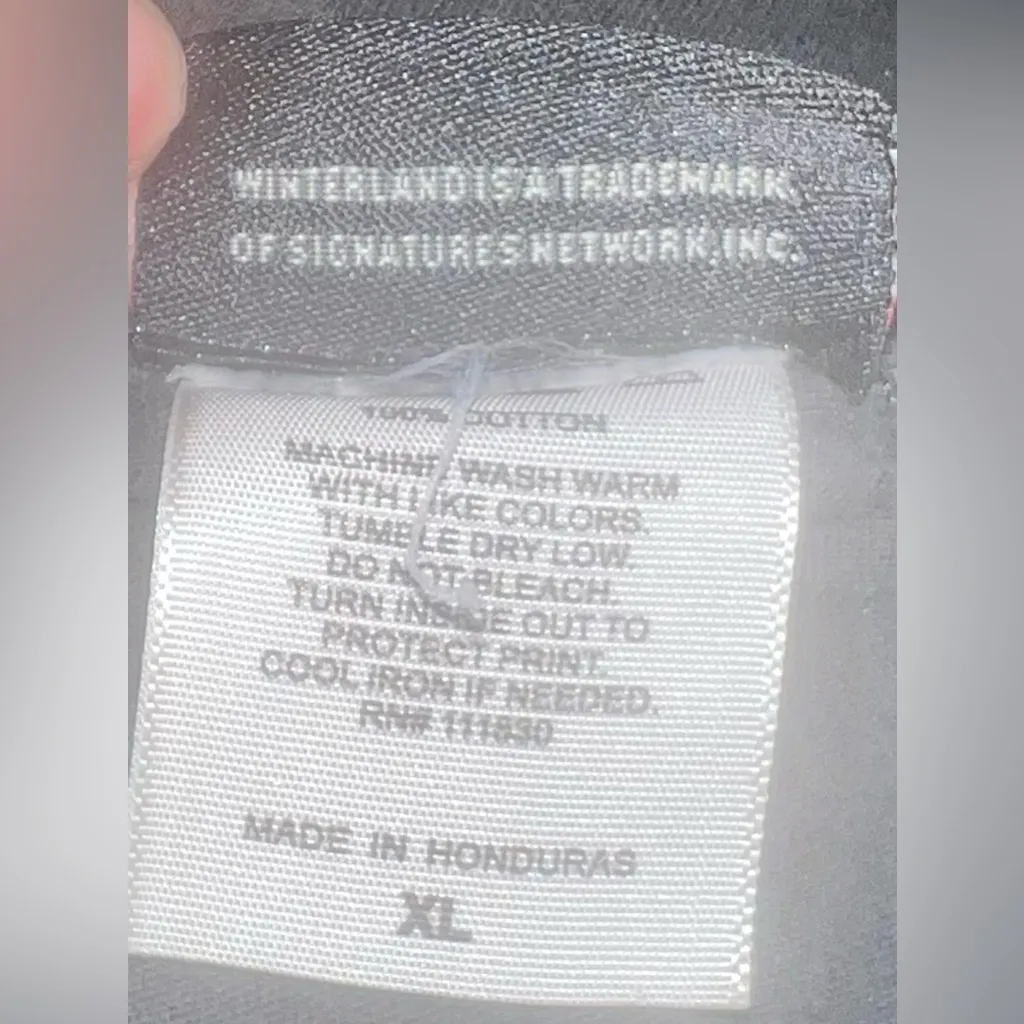 WINTERLAND IS A TRADEMARK
OF SIGNATURES NETWORK, INC.
100% COTTON
MACHINE WASH WARM
WITH LIKE COLORS.
TUMBLE DRY LOW.
DO NOT BLEACH.
TURN INSIDE OUT TO
PROTECT PRINT.
COOL IRON IF NEEDED.
RN# 111830
MADE IN HONDURAS
XL